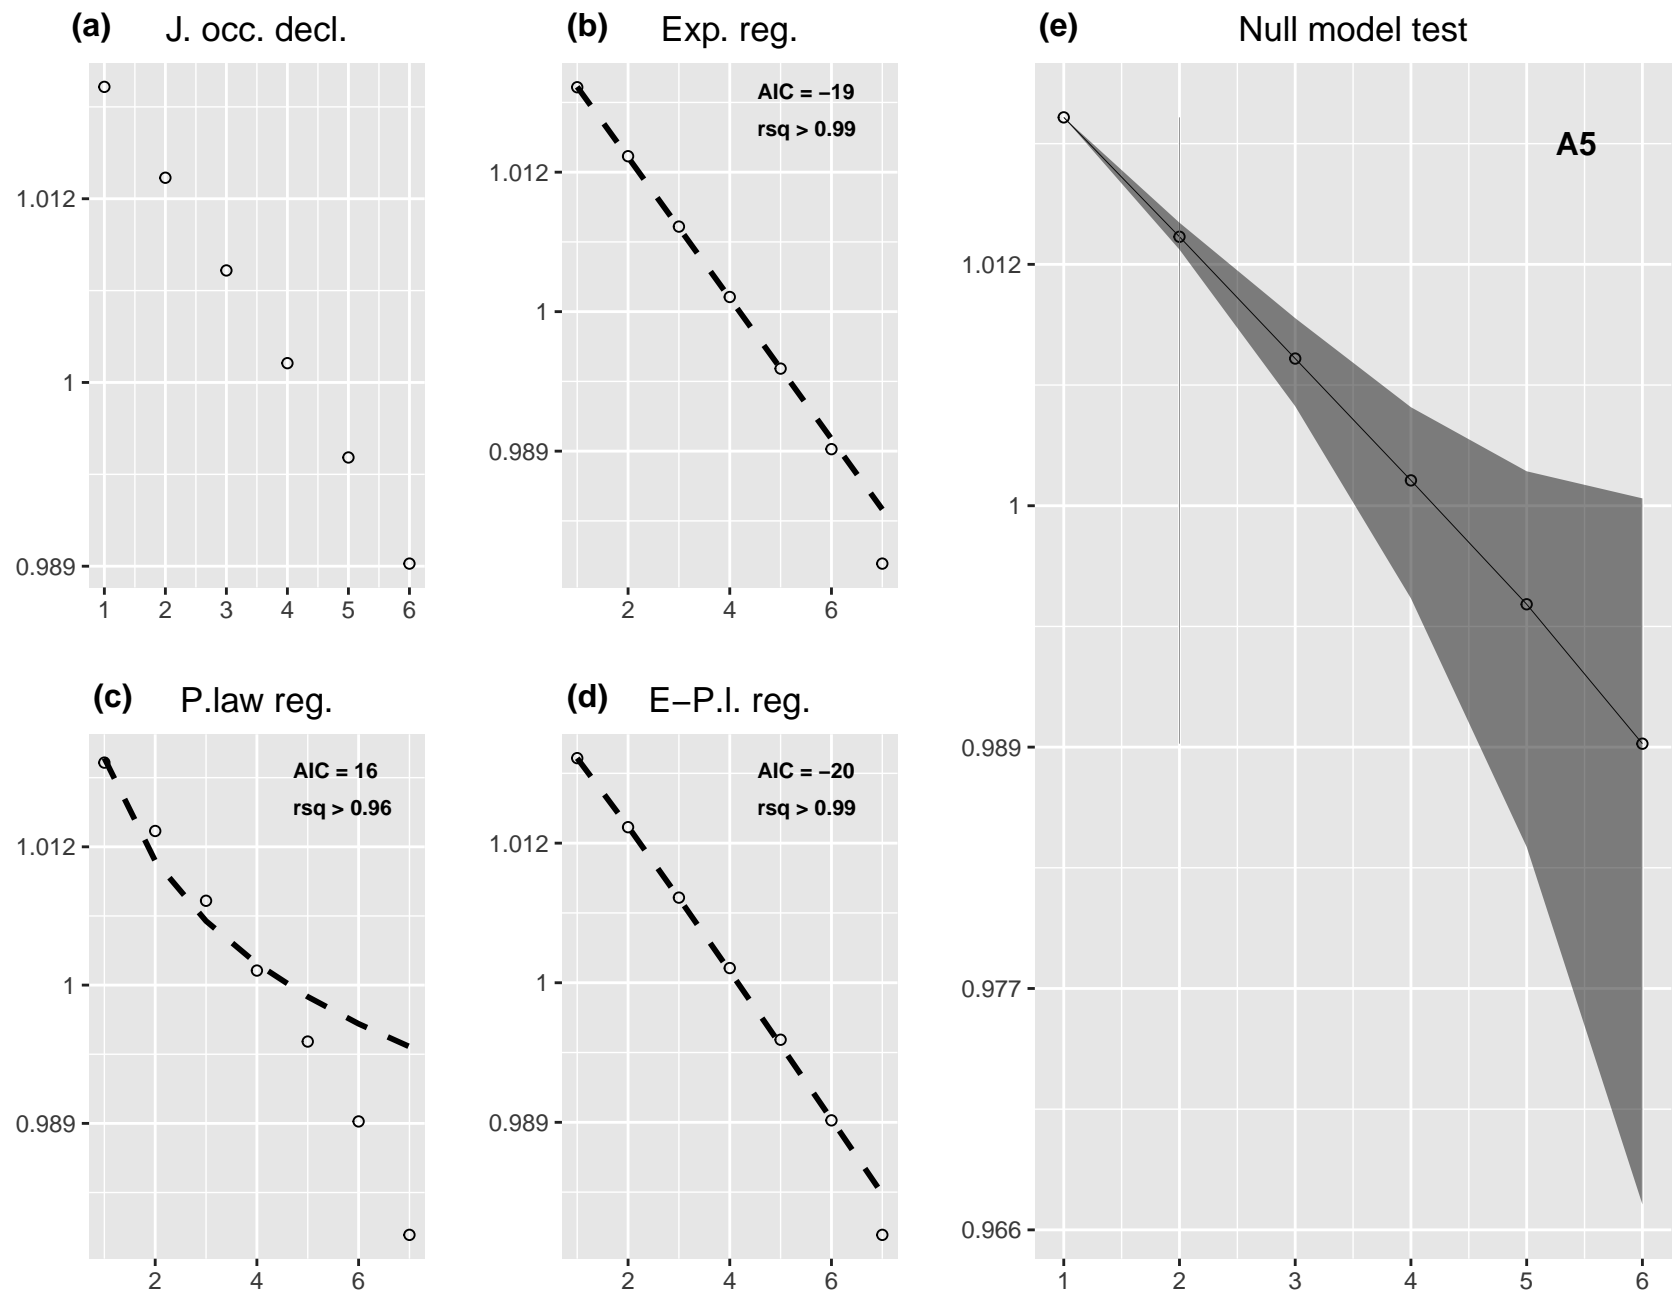 (a) J. occ. decl.
1.012
1
0.989
1 2 3 4 5 6
(b) Exp. reg.
AIC = −19
rsq > 0.99
1.012
1
0.989
2 4 6
(c) P.law reg.
AIC = 16
rsq > 0.96
1.012
1
0.989
2 4 6
(d) E−P.l. reg.
AIC = −20
rsq > 0.99
1.012
1
0.989
2 4 6
(e) Null model test
A5
1.012
1
0.989
0.977
0.966
1 2 3 4 5 6